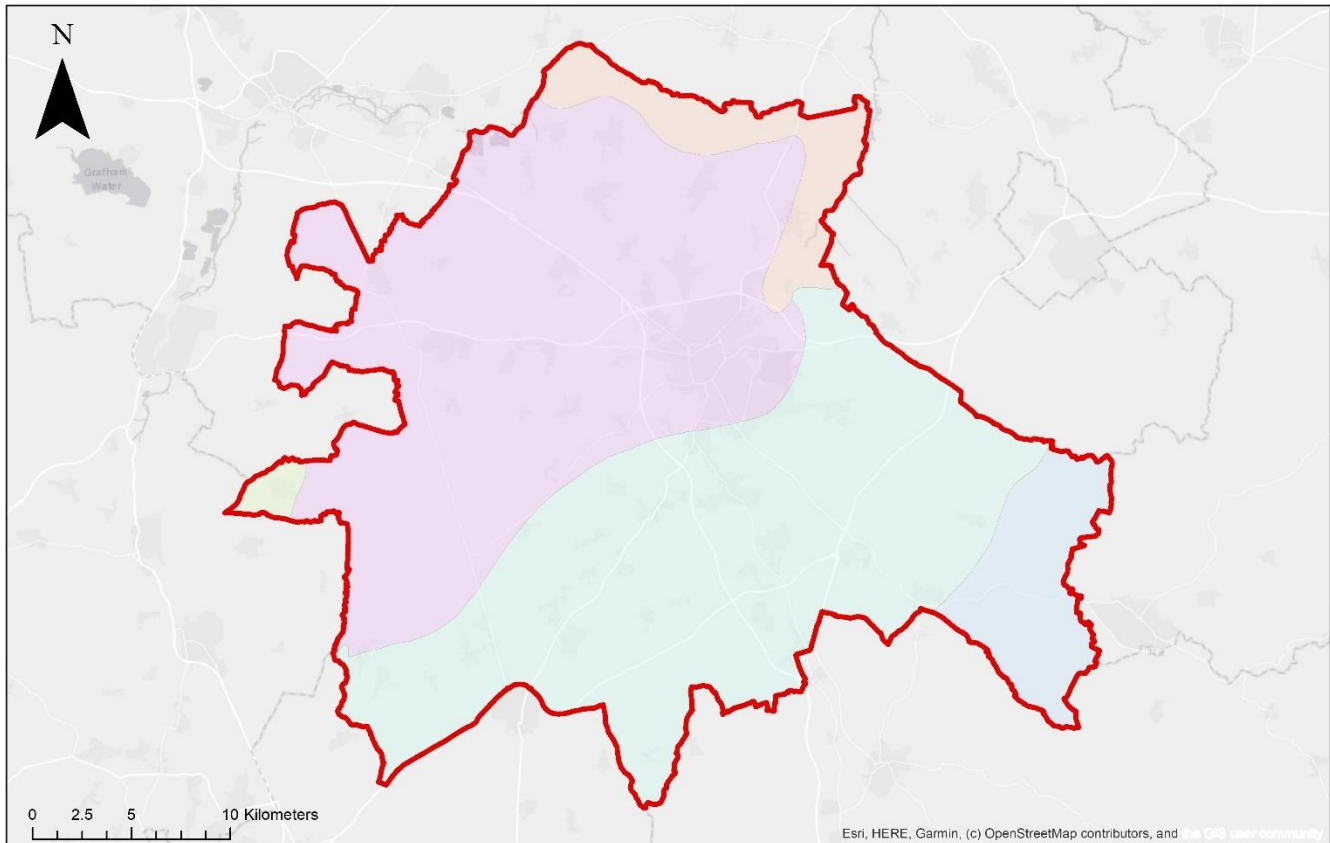 N
Grafham
Water
0 2.5 5 10 Kilometers
Esri, HERE, Garmin, (c) OpenStreetMap contributors, and the GIS user community